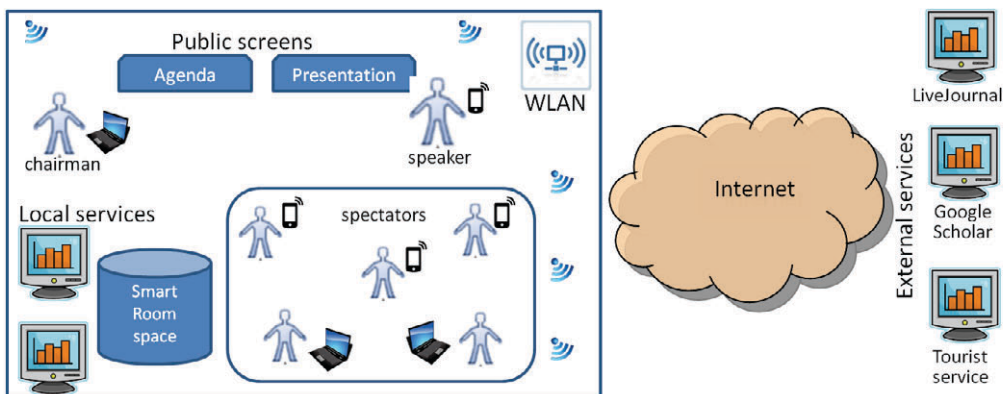 Public screens
Agenda
Presentation
WLAN
chairman
speaker
Local services
Smart
Room
space
spectators
Internet
External services
LiveJournal
Google
Scholar
Tourist
service